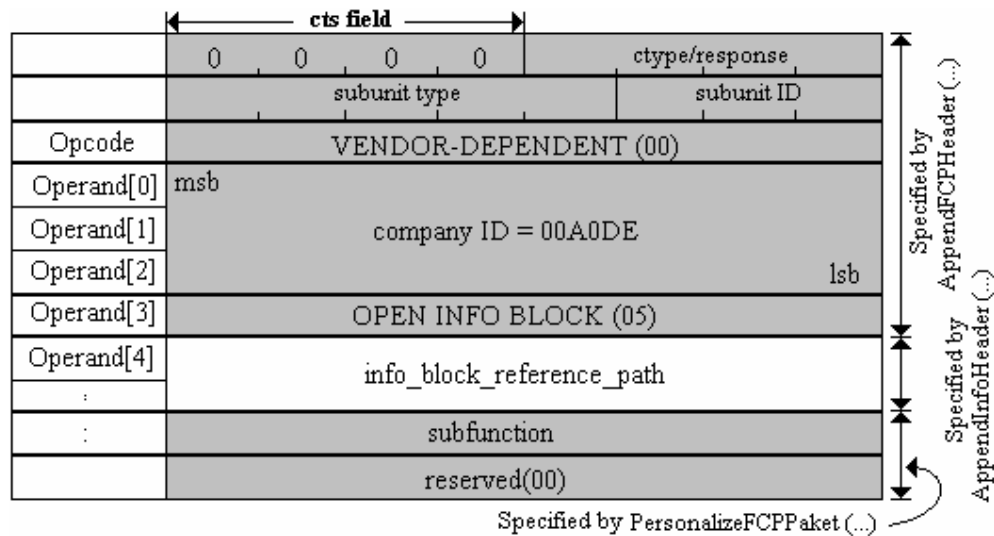 cts field
0 0 0 0 ctype/response
subunit type subunit ID
Opcode VENDOR-DEPENDENT (00)
Operand[0] msb
Operand[1] company ID = 00A0DE
Operand[2] lsb
Operand[3] OPEN INFO BLOCK (05)
Operand[4]
info_block_reference_path
:
: subfunction
reserved(00)
Specified by
AppendFCPHeader (...)
Specified by
AppendInfoHeader (...)
Specified by PersonalizeFCPPaket (...)